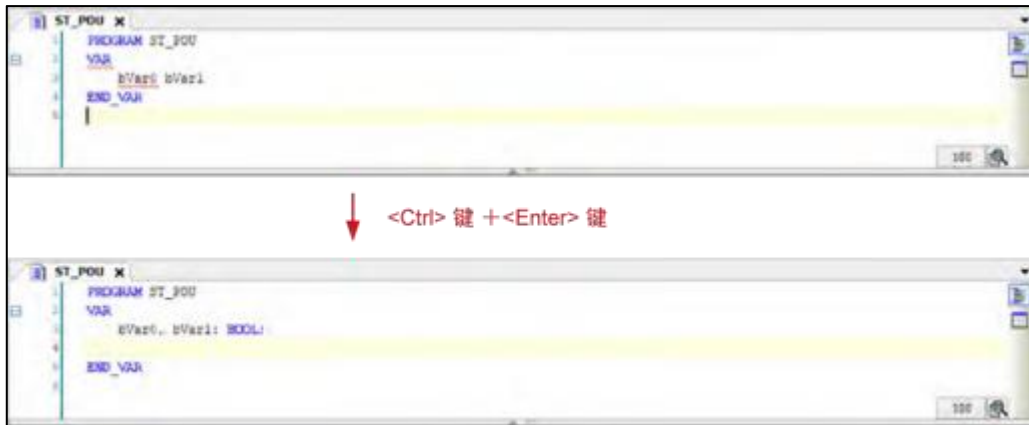 ST_POU
1 PROGRAM ST_POU
2 VAR
3 bVar0 bVar1
4 END_VAR
5
100
<Ctrl> 键 +<Enter> 键
ST_POU
1 PROGRAM ST_POU
2 VAR
3 bVar0, bVar1: BOOL;
4
5 END_VAR
6
100